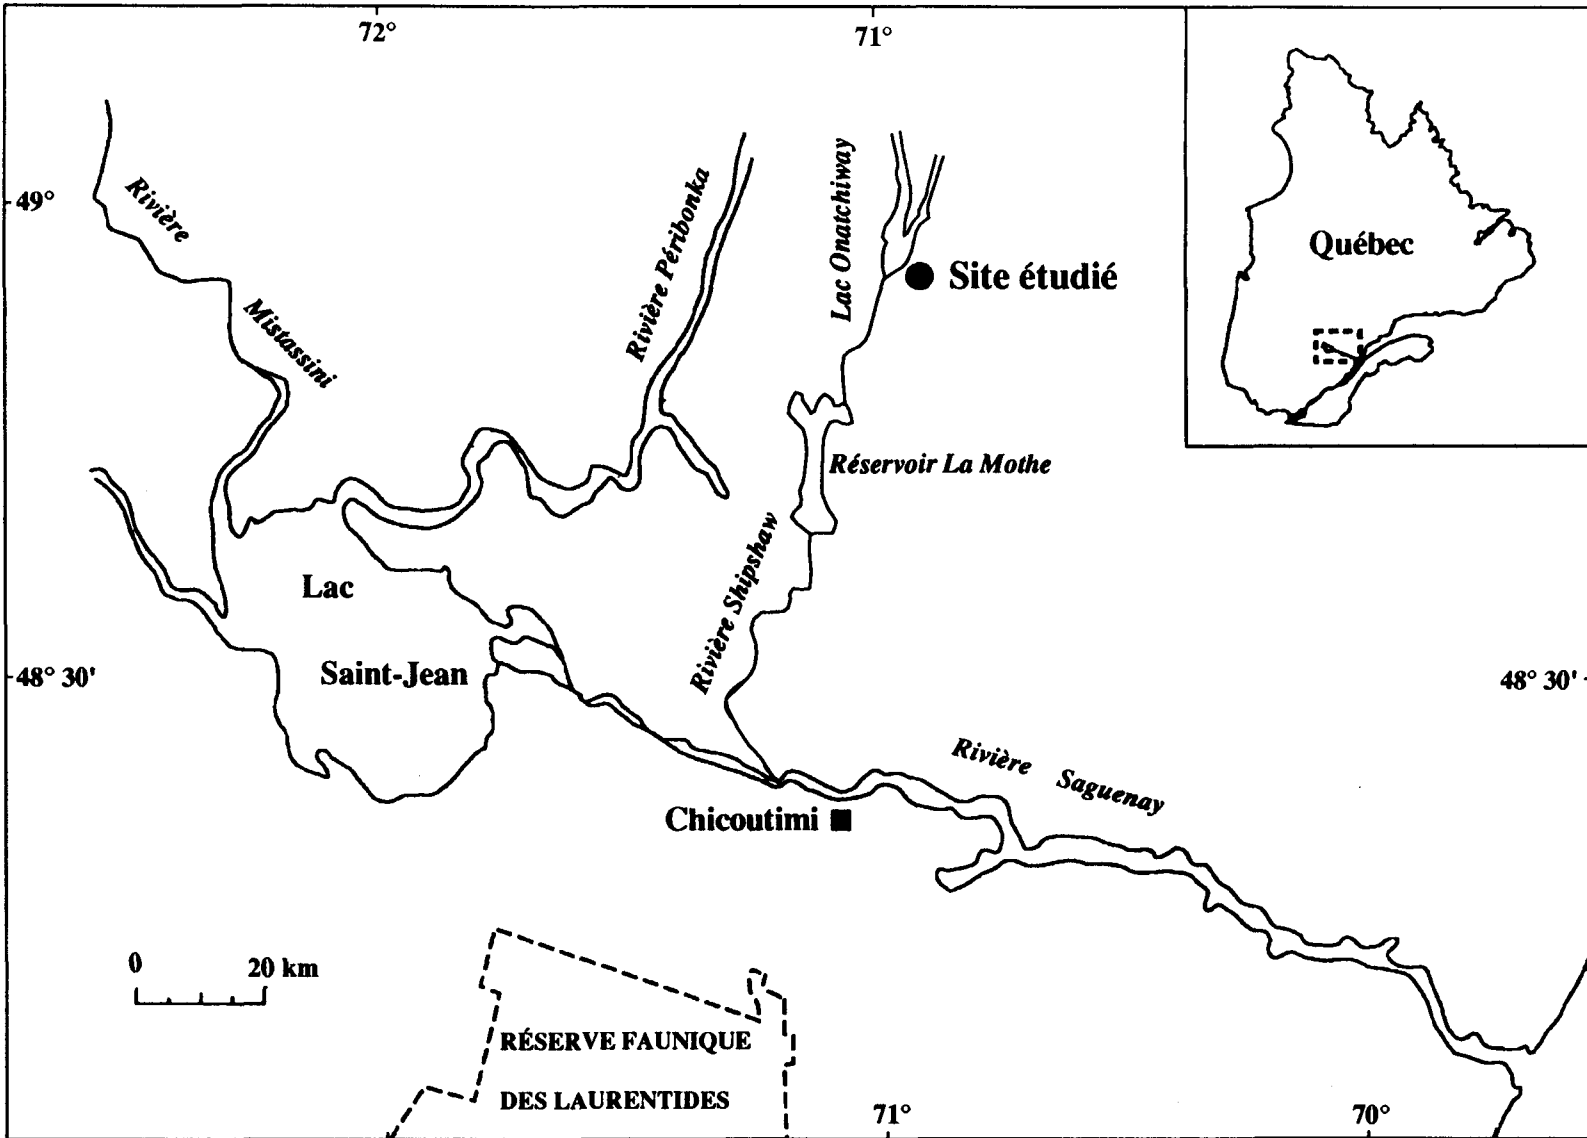 72°
71°
49°
Rivière
Mistassini
Rivière Péribonka
Lac Onatchiway
Site étudié
Québec
Réservoir La Mothe
Rivière Shipshaw
Lac
Saint-Jean
48° 30'
48° 30'
Rivière Saguenay
Chicoutimi
0 20 km
RÉSERVE FAUNIQUE
DES LAURENTIDES
71°
70°